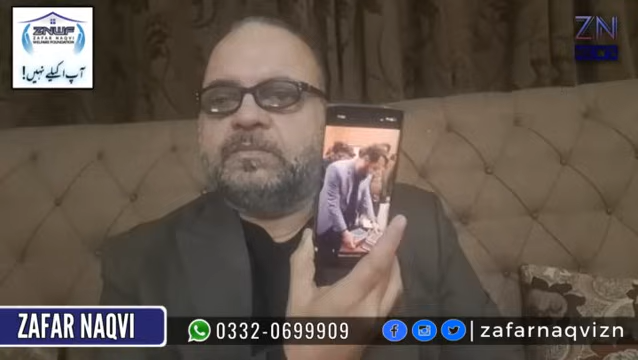 ZNWF
ZAFAR NAQVI
WELFARE FOUNDATION
آپ اکیلے نہیں!
ZN
ZAFAR NAQVI
0332-0699909
zafarnaqvizn